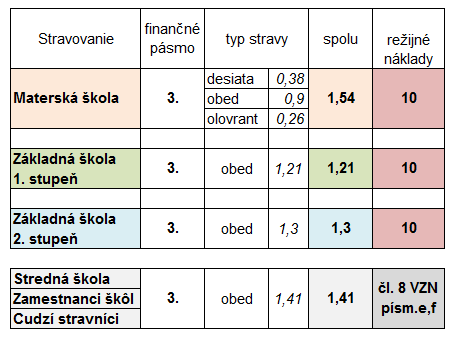 Stravovanie finančné pásmo typ stravy spolu režijné náklady
Materská škola 3. desiata 0,38 1,54 10
obed 0,9
olovrant 0,26
Základná škola 3. obed 1,21 1,21 10
1. stupeň
Základná škola 3. obed 1,3 1,3 10
2. stupeň
Stredná škola
Zamestnanci škôl 3. obed 1,41 1,41 čl. 8 VZN
Cudzí stravníci písm.e,f